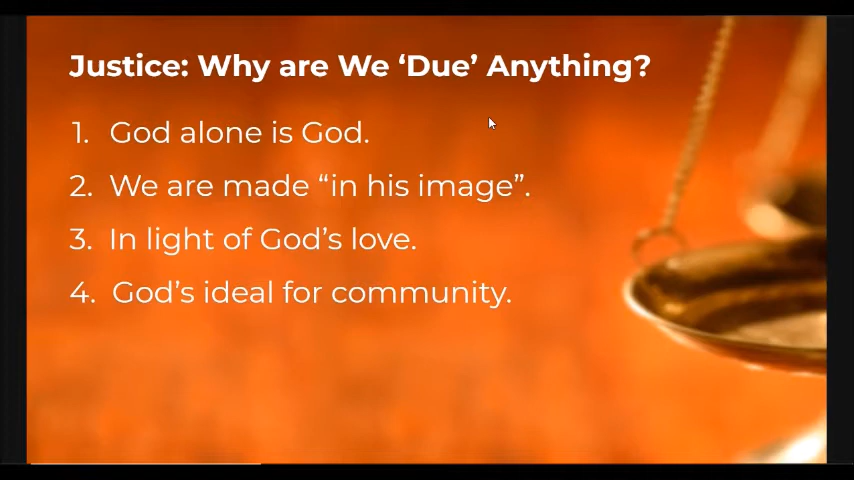 Justice: Why are We ‘Due’ Anything?
1. God alone is God.
2. We are made “in his image”.
3. In light of God’s love.
4. God’s ideal for community.